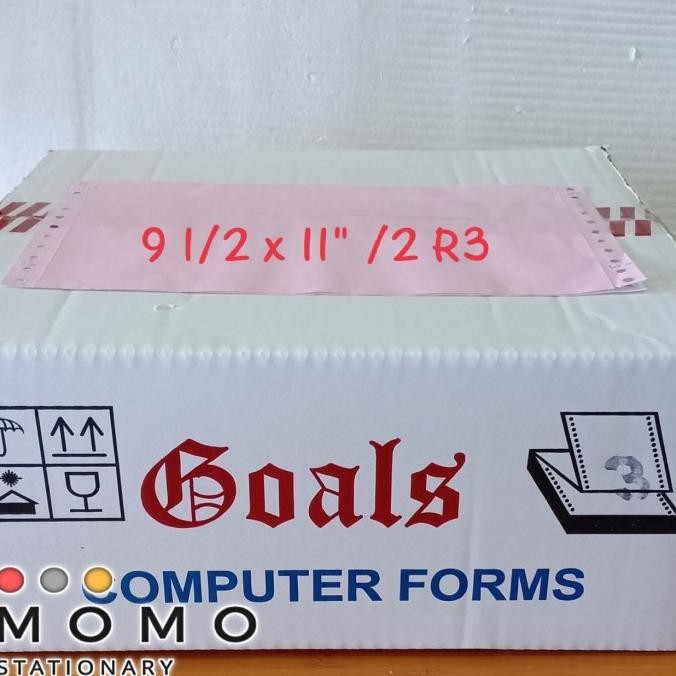 9 1/2 x 11" /2 R3
Goals
3
COMPUTER FORMS
MOMO
STATIONARY